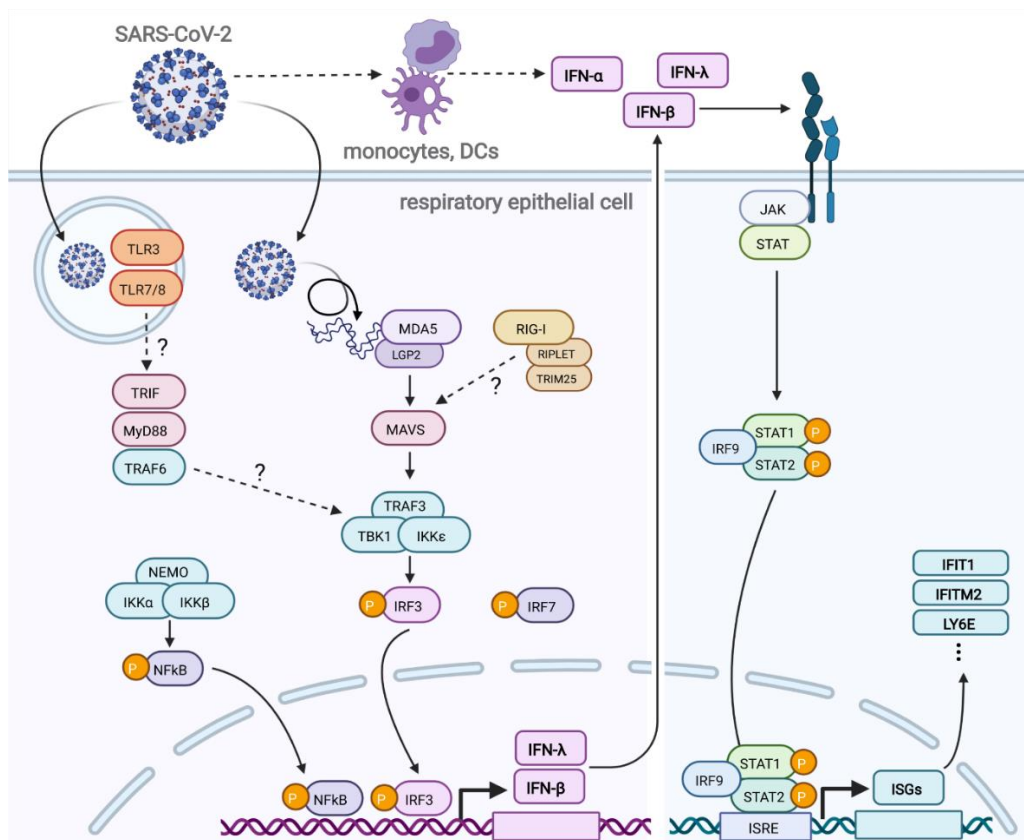 SARS-CoV-2
IFN-α
IFN-λ
IFN-β
monocytes, DCs
respiratory epithelial cell
JAK
STAT
TLR3
TLR7/8
?
MDA5
LGP2
RIG-I
RIPLET
TRIM25
?
TRIF
MyD88
TRAF6
MAVS
?
TRAF3
TBK1
IKKε
STAT1
P
IRF9
STAT2
P
NEMO
IKKα
IKKβ
P
IRF3
P
IRF7
IFIT1
IFITM2
LY6E
...
P
NFkB
IFN-λ
IFN-β
P
NFkB
P
IRF3
STAT1
P
IRF9
STAT2
P
ISRE
ISGs